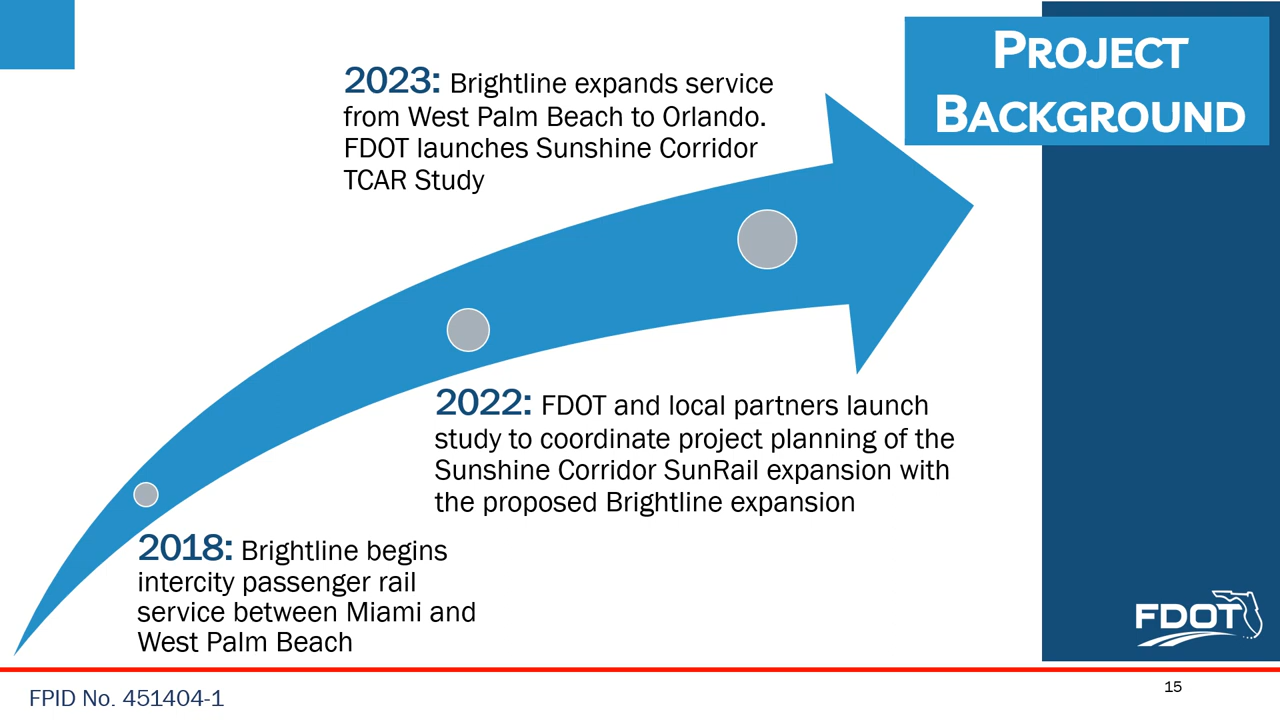 PROJECT
BACKGROUND
2023: Brightline expands service
from West Palm Beach to Orlando.
FDOT launches Sunshine Corridor
TCAR Study
2022: FDOT and local partners launch
study to coordinate project planning of the
Sunshine Corridor SunRail expansion with
the proposed Brightline expansion
2018: Brightline begins
intercity passenger rail
service between Miami and
West Palm Beach
FDOT
FPID No. 451404-1
15